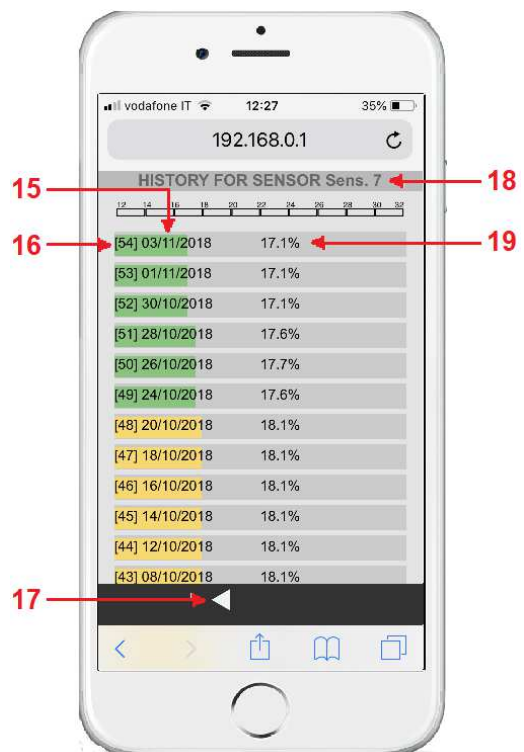 vodafone IT 12:27 35%
192.168.0.1
HISTORY FOR SENSOR Sens. 7
12 14 16 18 20 22 24 26 28 30 32
[54] 03/11/2018 17.1%
[53] 01/11/2018 17.1%
[52] 30/10/2018 17.1%
[51] 28/10/2018 17.6%
[50] 26/10/2018 17.7%
[49] 24/10/2018 17.6%
[48] 20/10/2018 18.1%
[47] 18/10/2018 18.1%
[46] 16/10/2018 18.1%
[45] 14/10/2018 18.1%
[44] 12/10/2018 18.1%
[43] 08/10/2018 18.1%
15
16
17
18
19